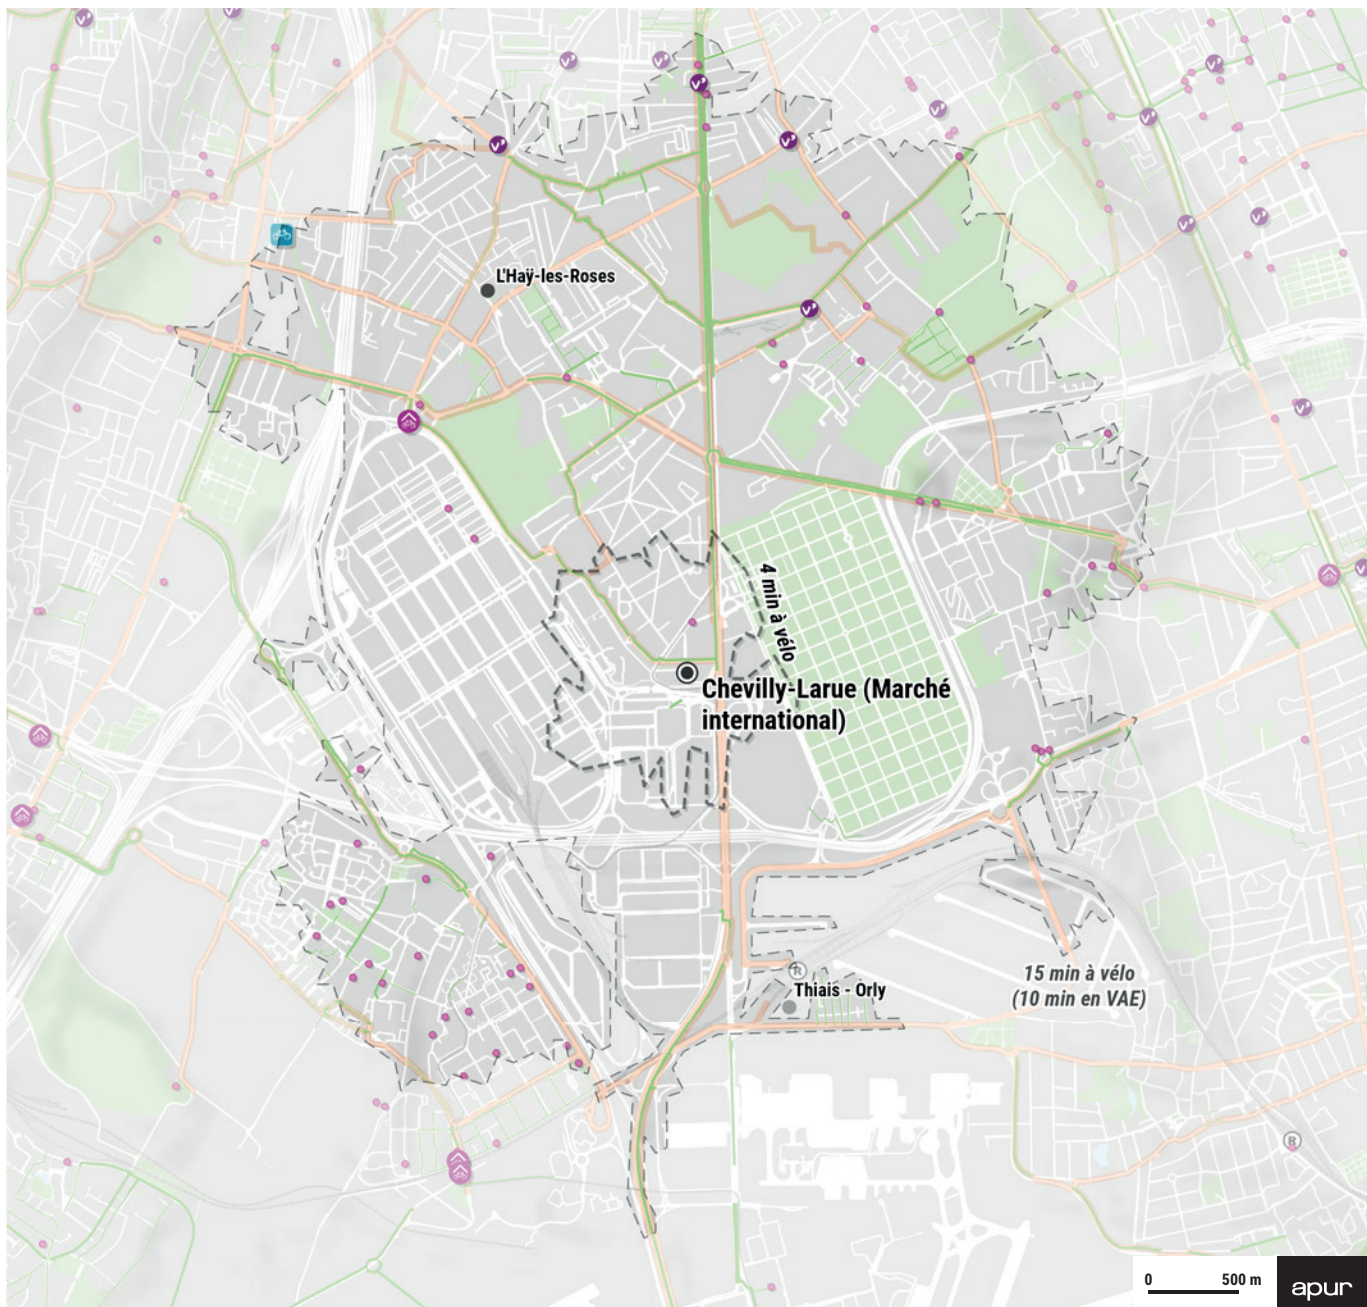 L'Haÿ-les-Roses
4 min à vélo
Chevilly-Larue (Marché
international)
15 min à vélo
(10 min en VAE)
R
Thiais - Orly
R
0 500 m
apur